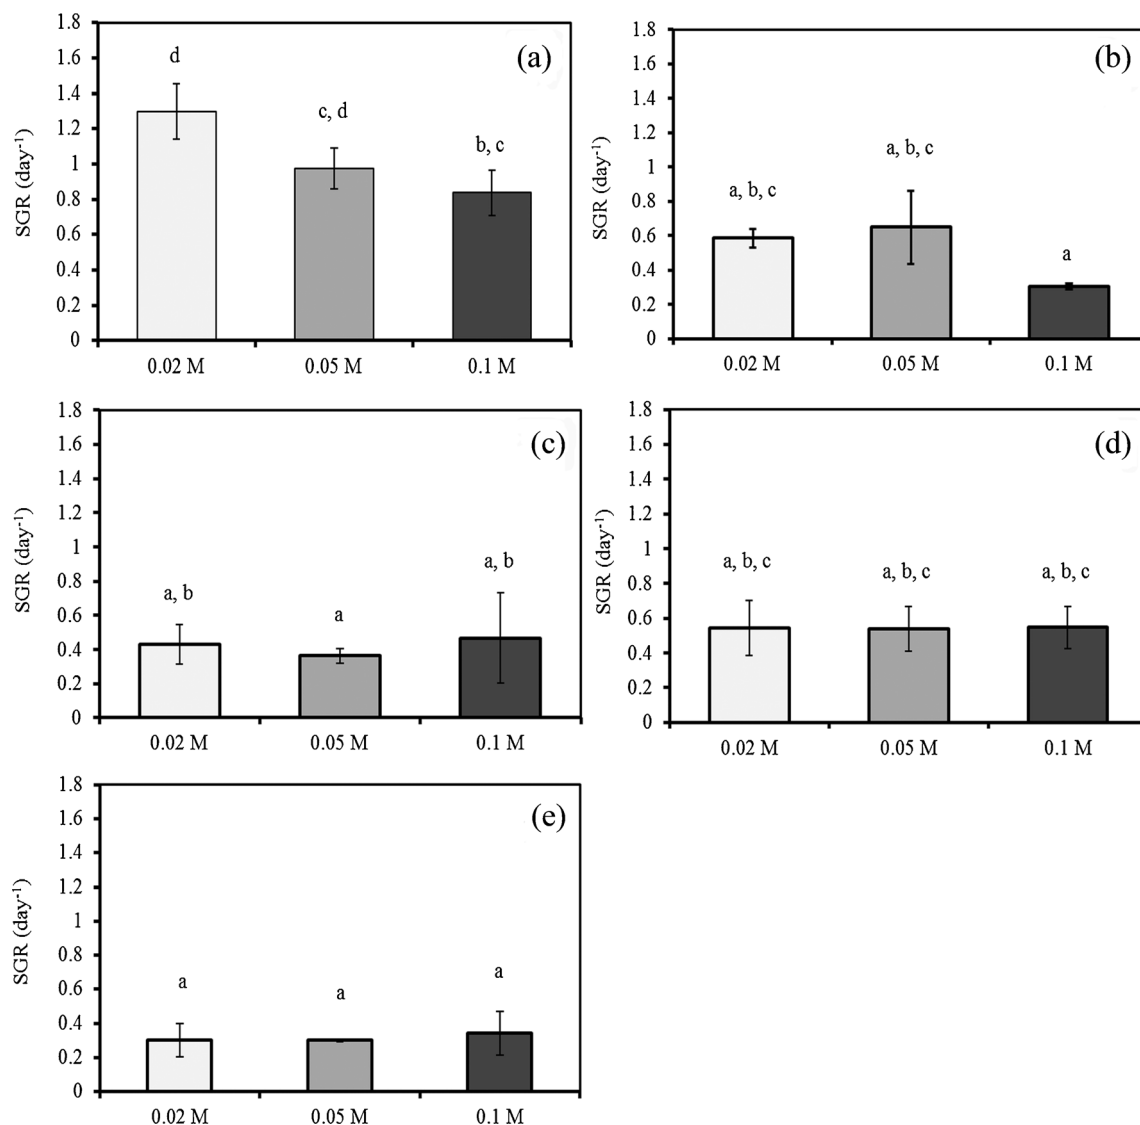 (a)
SGR (day-1)
1.8
1.6
1.4
1.2
1
0.8
0.6
0.4
0.2
0
d
c, d
b, c
0.02 M
0.05 M
0.1 M
(b)
SGR (day-1)
1.8
1.6
1.4
1.2
1
0.8
0.6
0.4
0.2
0
a, b, c
a, b, c
a
0.02 M
0.05 M
0.1 M
(c)
SGR (day-1)
1.8
1.6
1.4
1.2
1
0.8
0.6
0.4
0.2
0
a, b
a
a, b
0.02 M
0.05 M
0.1 M
(d)
SGR (day-1)
1.8
1.6
1.4
1.2
1
0.8
0.6
0.4
0.2
0
a, b, c
a, b, c
a, b, c
0.02 M
0.05 M
0.1 M
(e)
SGR (day-1)
1.8
1.6
1.4
1.2
1
0.8
0.6
0.4
0.2
0
a
a
a
0.02 M
0.05 M
0.1 M